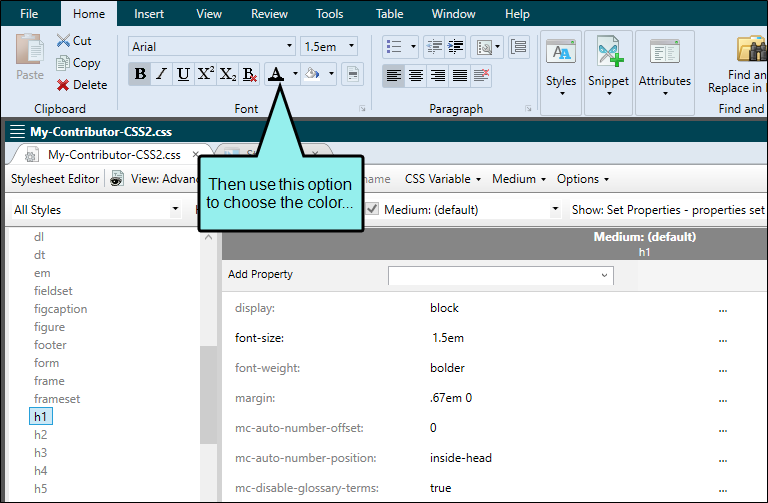 File Home Insert View Review Tools Table Window Help
Paste Cut Copy Delete
Clipboard
Arial 1.5em
B I U X² X₂ B A
Font
Paragraph
Styles Snippet Attributes
Find an
Replace in
Find and
My-Contributor-CSS2.css
My-Contributor-CSS2.css
Stylesheet Editor View: Advan name CSS Variable Medium Options
All Styles Medium: (default) Show: Set Properties - properties set
Then use this option
to choose the color...
dl
dt
em
fieldset
figcaption
figure
footer
form
frame
frameset
h1
h2
h3
h4
h5
Medium: (default)
h1
Add Property
display: block ...
font-size: 1.5em ...
font-weight: bolder ...
margin: .67em 0 ...
mc-auto-number-offset: 0 ...
mc-auto-number-position: inside-head ...
mc-disable-glossary-terms: true ...